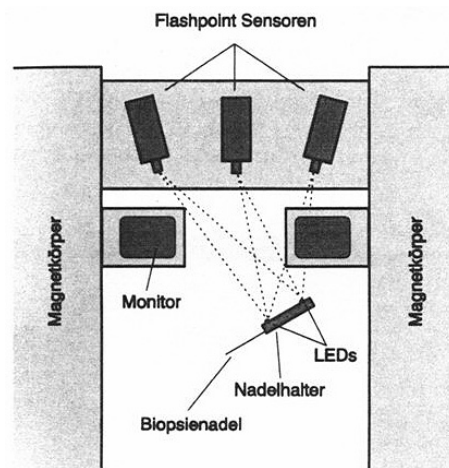 Flashpoint Sensoren
Magnetkörper
Magnetkörper
Monitor
LEDs
Nadelhalter
Biopsienadel